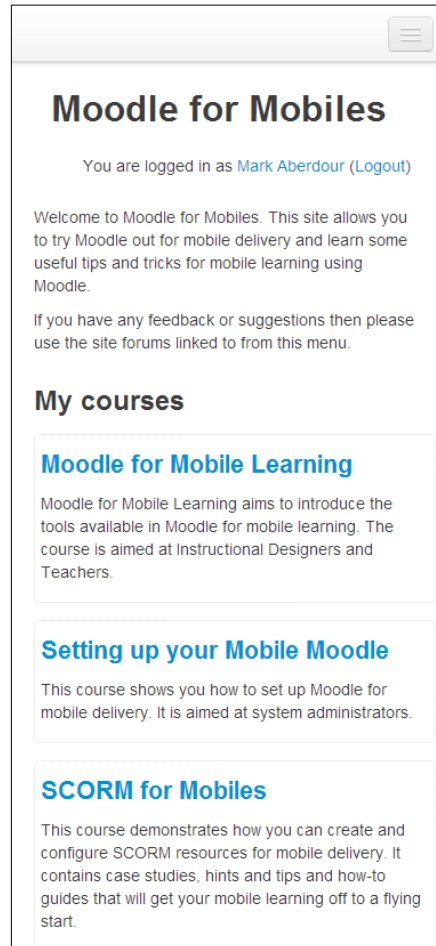 Moodle for Mobiles
You are logged in as Mark Aberdour (Logout)
Welcome to Moodle for Mobiles. This site allows you
to try Moodle out for mobile delivery and learn some
useful tips and tricks for mobile learning using
Moodle.
If you have any feedback or suggestions then please
use the site forums linked to from this menu.
My courses
Moodle for Mobile Learning
Moodle for Mobile Learning aims to introduce the
tools available in Moodle for mobile learning. The
course is aimed at Instructional Designers and
Teachers.
Setting up your Mobile Moodle
This course shows you how to set up Moodle for
mobile delivery. It is aimed at system administrators.
SCORM for Mobiles
This course demonstrates how you can create and
configure SCORM resources for mobile delivery. It
contains case studies, hints and tips and how-to
guides that will get your mobile learning off to a flying
start.